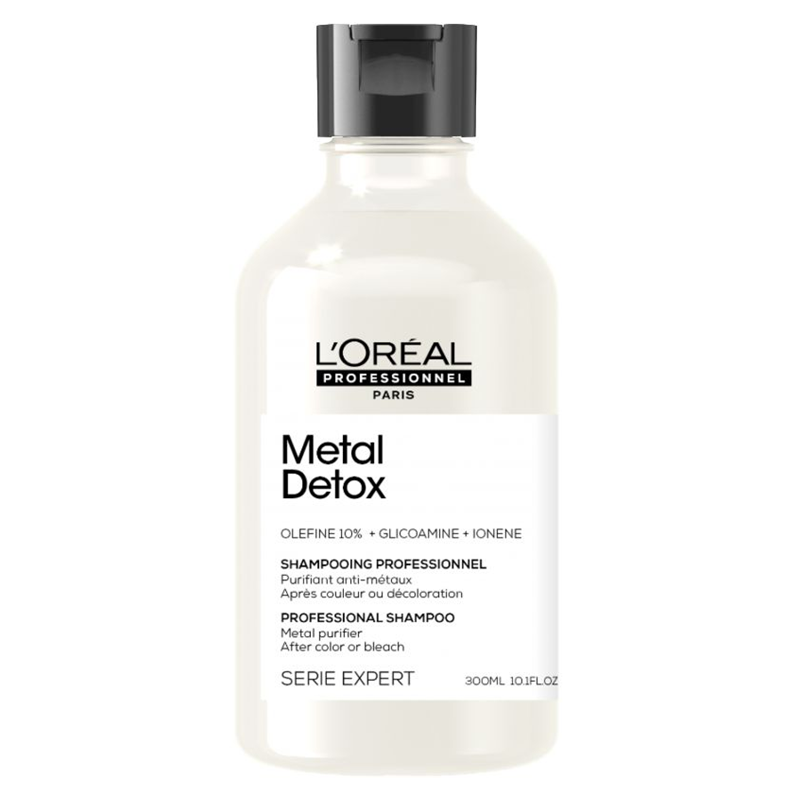 L'ORÉAL
PROFESSIONNEL
PARIS
Metal
Detox
OLEFINE 10% + GLICOAMINE + IONENE
SHAMPOOING PROFESSIONNEL
Purifiant anti-métaux
Après couleur ou décoloration
PROFESSIONAL SHAMPOO
Metal purifier
After color or bleach
SERIE EXPERT 300ML 10.1FL.OZ